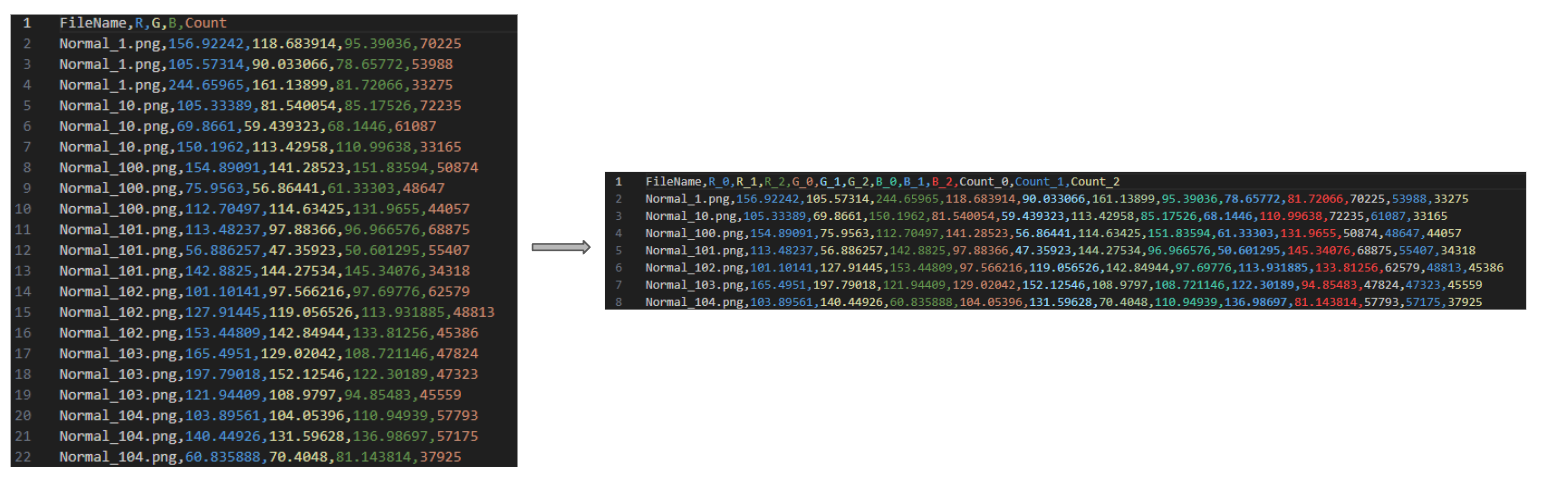 1 FileName,R,G,B,Count
2 Normal_1.png,156.92242,118.683914,95.39036,70225
3 Normal_1.png,105.57314,90.033066,78.65772,53988
4 Normal_1.png,244.65965,161.13899,81.72066,33275
5 Normal_10.png,105.33389,81.540054,85.17526,72235
6 Normal_10.png,69.8661,59.439323,68.1446,61087
7 Normal_10.png,150.1962,113.42958,110.99638,33165
8 Normal_100.png,154.89091,141.28523,151.83594,50874
9 Normal_100.png,75.9563,56.86441,61.33303,48647
10 Normal_100.png,112.70497,114.63425,131.9655,44057
11 Normal_101.png,113.48237,97.88366,96.966576,68875
12 Normal_101.png,56.886257,47.35923,50.601295,55407
13 Normal_101.png,142.8825,144.27534,145.34076,34318
14 Normal_102.png,101.10141,97.566216,97.69776,62579
15 Normal_102.png,127.91445,119.056526,113.931885,48813
16 Normal_102.png,153.44809,142.84944,133.81256,45386
17 Normal_103.png,165.4951,129.02042,108.721146,47824
18 Normal_103.png,197.79018,152.12546,122.30189,47323
19 Normal_103.png,121.94409,108.9797,94.85483,45559
20 Normal_104.png,103.89561,104.05396,110.94939,57793
21 Normal_104.png,140.44926,131.59628,136.98697,57175
22 Normal_104.png,60.835888,70.4048,81.143814,37925
1 FileName,R_0,R_1,R_2,G_0,G_1,G_2,B_0,B_1,B_2,Count_0,Count_1,Count_2
2 Normal_1.png,156.92242,105.57314,244.65965,118.683914,90.033066,161.13899,95.39036,78.65772,81.72066,70225,53988,33275
3 Normal_10.png,105.33389,69.8661,150.1962,81.540054,59.439323,113.42958,85.17526,68.1446,110.99638,72235,61087,33165
4 Normal_100.png,154.89091,75.9563,112.70497,141.28523,56.86441,114.63425,151.83594,61.33303,131.9655,50874,48647,44057
5 Normal_101.png,113.48237,56.886257,142.8825,97.88366,47.35923,144.27534,96.966576,50.601295,145.34076,68875,55407,34318
6 Normal_102.png,101.10141,127.91445,153.44809,97.566216,119.056526,142.84944,97.69776,113.931885,133.81256,62579,48813,45386
7 Normal_103.png,165.4951,197.79018,121.94409,129.02042,152.12546,108.9797,108.721146,122.30189,94.85483,47824,47323,45559
8 Normal_104.png,103.89561,140.44926,60.835888,104.05396,131.59628,70.4048,110.94939,136.98697,81.143814,57793,57175,37925